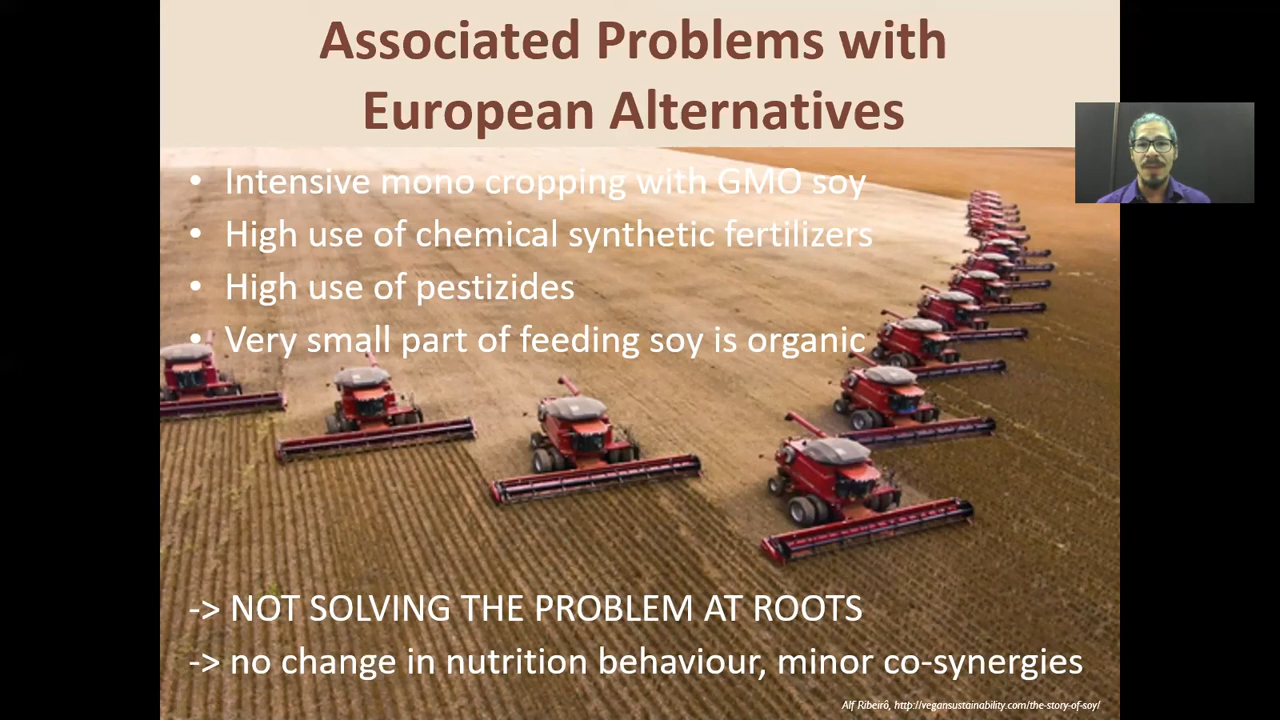 Associated Problems with
European Alternatives
• Intensive mono cropping with GMO soy
• High use of chemical synthetic fertilizers
• High use of pestizides
• Very small part of feeding soy is organic
-> NOT SOLVING THE PROBLEM AT ROOTS
-> no change in nutrition behaviour, minor co-synergies
Alf Ribeirô, http://vegansustainability.com/the-story-of-soy/